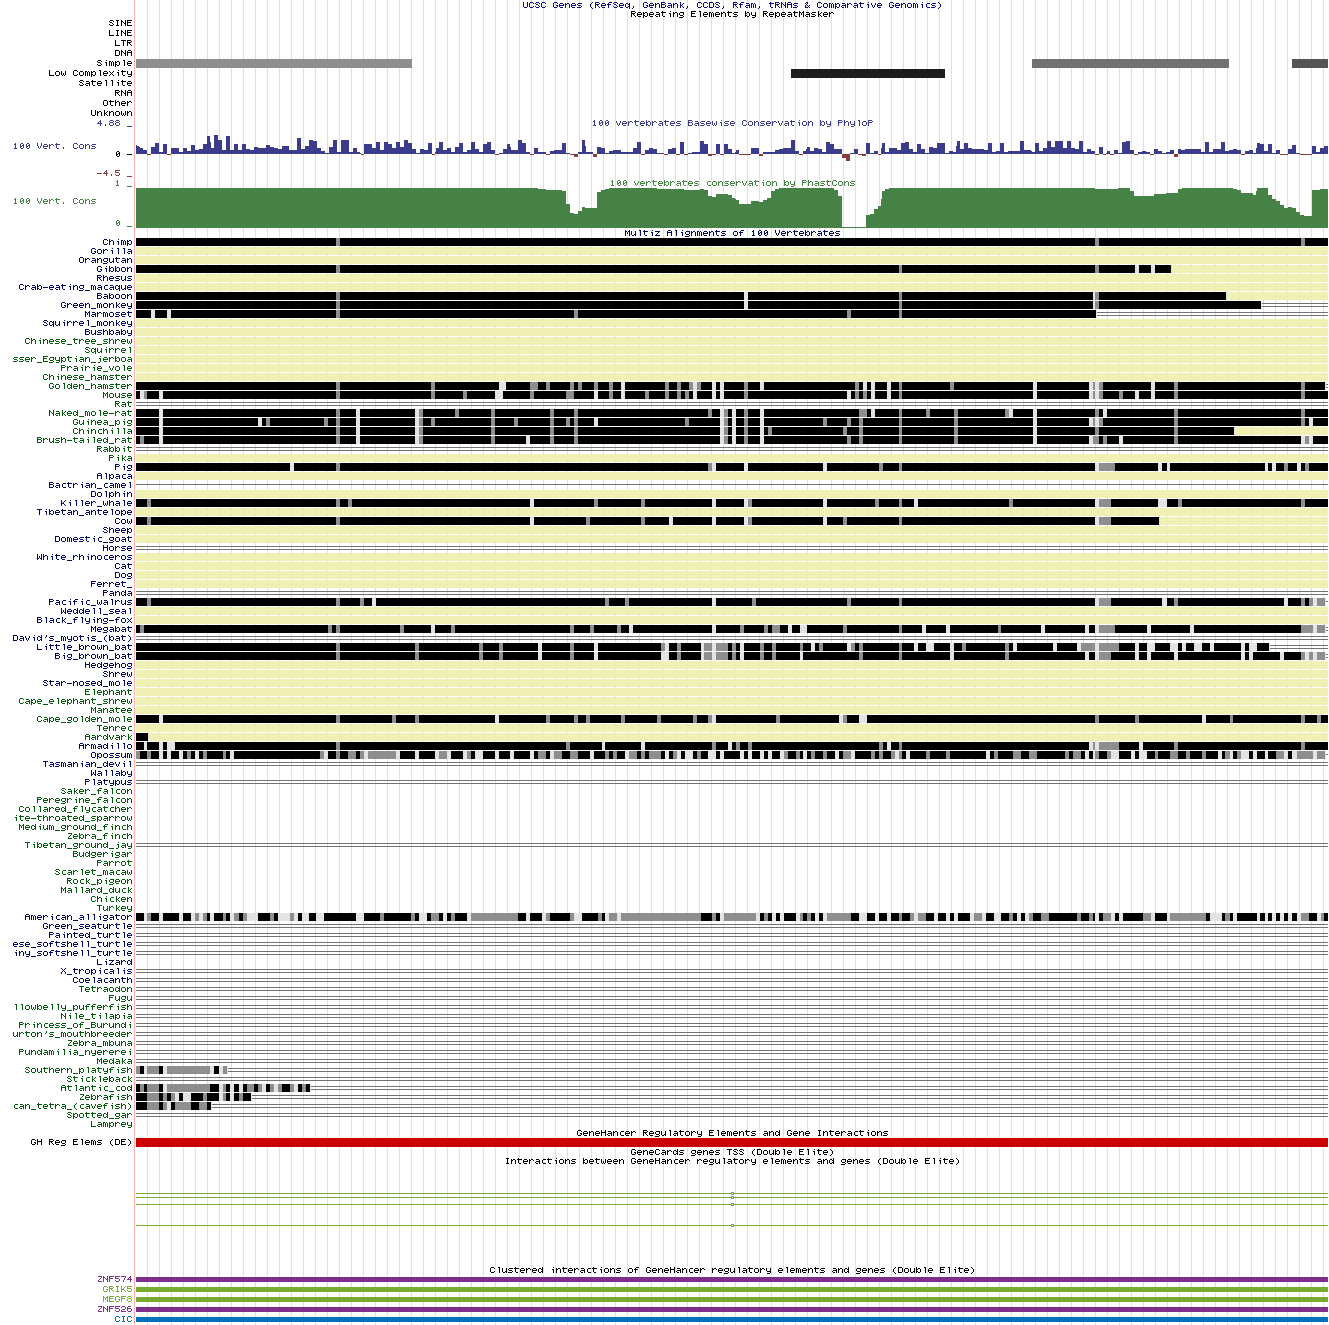 UCSC Genes (RefSeq, GenBank, CCDS, Rfam, tRNAs & Comparative Genomics)
Repeating Elements by RepeatMasker
SINE
LINE
LTR
DNA
Simple
Low Complexity
Satellite
RNA
Other
Unknown
4.88 _
100 vertebrates Basewise Conservation by PhyloP
100 Vert. Cons
0 _
-4.5 _
1 _
100 vertebrates conservation by PhastCons
100 Vert. Cons
0 _
Multiz Alignments of 100 Vertebrates
Chimp
Gorilla
Orangutan
Gibbon
Rhesus
Crab-eating_macaque
Baboon
Green_monkey
Marmoset
Squirrel_monkey
Bushbaby
Chinese_tree_shrew
Squirrel
sser_Egyptian_jerboa
Prairie_vole
Chinese_hamster
Golden_hamster
Mouse
Rat
Naked_mole-rat
Guinea_pig
Chinchilla
Brush-tailed_rat
Rabbit
Pika
Pig
Alpaca
Bactrian_camel
Dolphin
Killer_whale
Tibetan_antelope
Cow
Sheep
Domestic_goat
Horse
White_rhinoceros
Cat
Dog
Ferret_
Panda
Pacific_walrus
Weddell_seal
Black_flying-fox
Megabat
David's_myotis_(bat)
Little_brown_bat
Big_brown_bat
Hedgehog
Shrew
Star-nosed_mole
Elephant
Cape_elephant_shrew
Manatee
Cape_golden_mole
Tenrec
Aardvark
Armadillo
Opossum
Tasmanian_devil
Wallaby
Platypus
Saker_falcon
Peregrine_falcon
Collared_flycatcher
ite-throated_sparrow
Medium_ground_finch
Zebra_finch
Tibetan_ground_jay
Budgerigar
Parrot
Scarlet_macaw
Rock_pigeon
Mallard_duck
Chicken
Turkey
American_alligator
Green_seaturtle
Painted_turtle
ese_softshell_turtle
iny_softshell_turtle
Lizard
X_tropicalis
Coelacanth
Tetraodon
Fugu
llowbelly_pufferfish
Nile_tilapia
Princess_of_Burundi
urton's_mouthbreeder
Zebra_mbuna
Pundamilia_nyererei
Medaka
Southern_platyfish
Stickleback
Atlantic_cod
Zebrafish
can_tetra_(cavefish)
Spotted_gar
Lamprey
GeneHancer Regulatory Elements and Gene Interactions
GH Reg Elems (DE)
GeneCards genes TSS (Double Elite)
Interactions between GeneHancer regulatory elements and genes (Double Elite)
Clustered interactions of GeneHancer regulatory elements and genes (Double Elite)
ZNF574
GRIK5
MEGF8
ZNF526
CIC